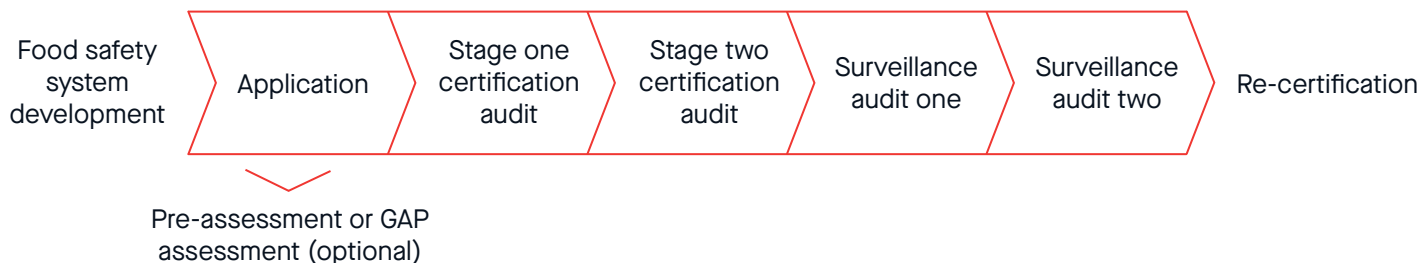 Food safety
system
development
Application
Stage one
certification
audit
Stage two
certification
audit
Surveillance
audit one
Surveillance
audit two
Re-certification
Pre-assessment or GAP
assessment (optional)